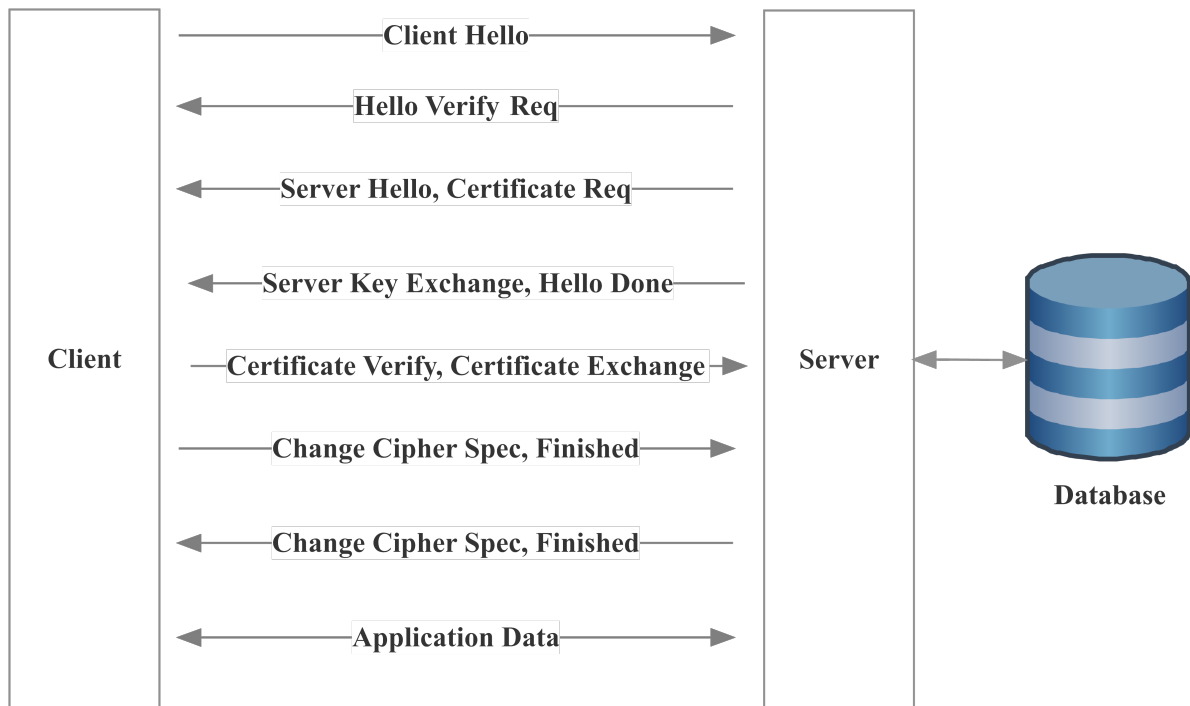 Client Hello
Hello Verify Req
Server Hello, Certificate Req
Server Key Exchange, Hello Done
Client
Certificate Verify, Certificate Exchange
Server
Change Cipher Spec, Finished
Database
Change Cipher Spec, Finished
Application Data